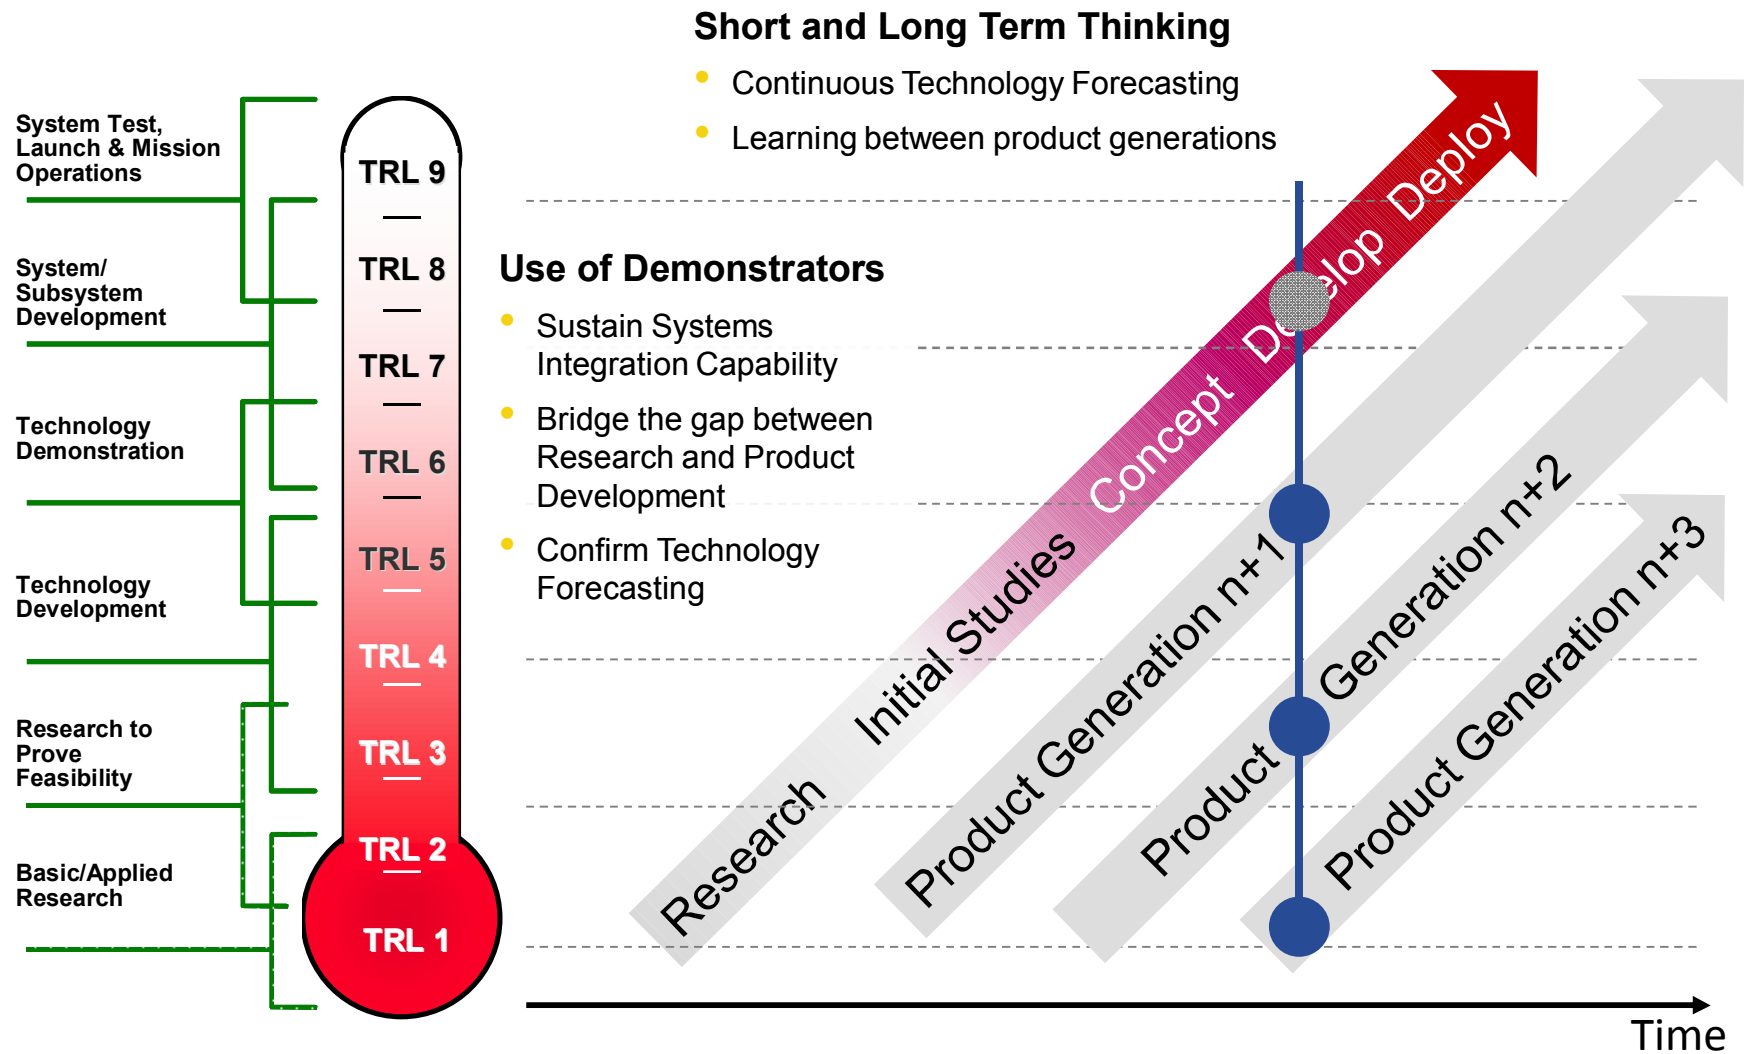 Short and Long Term Thinking
• Continuous Technology Forecasting
• Learning between product generations
System Test,
Launch & Mission
Operations
System/
Subsystem
Development
Technology
Demonstration
Technology
Development
Research to
Prove
Feasibility
Basic/Applied
Research
TRL 9
TRL 8
TRL 7
TRL 6
TRL 5
TRL 4
TRL 3
TRL 2
TRL 1
Use of Demonstrators
• Sustain Systems
Integration Capability
• Bridge the gap between
Research and Product
Development
• Confirm Technology
Forecasting
Research Initial Studies Concept Develop Deploy
Product Generation n+1
Product Generation n+2
Product Generation n+3
Time